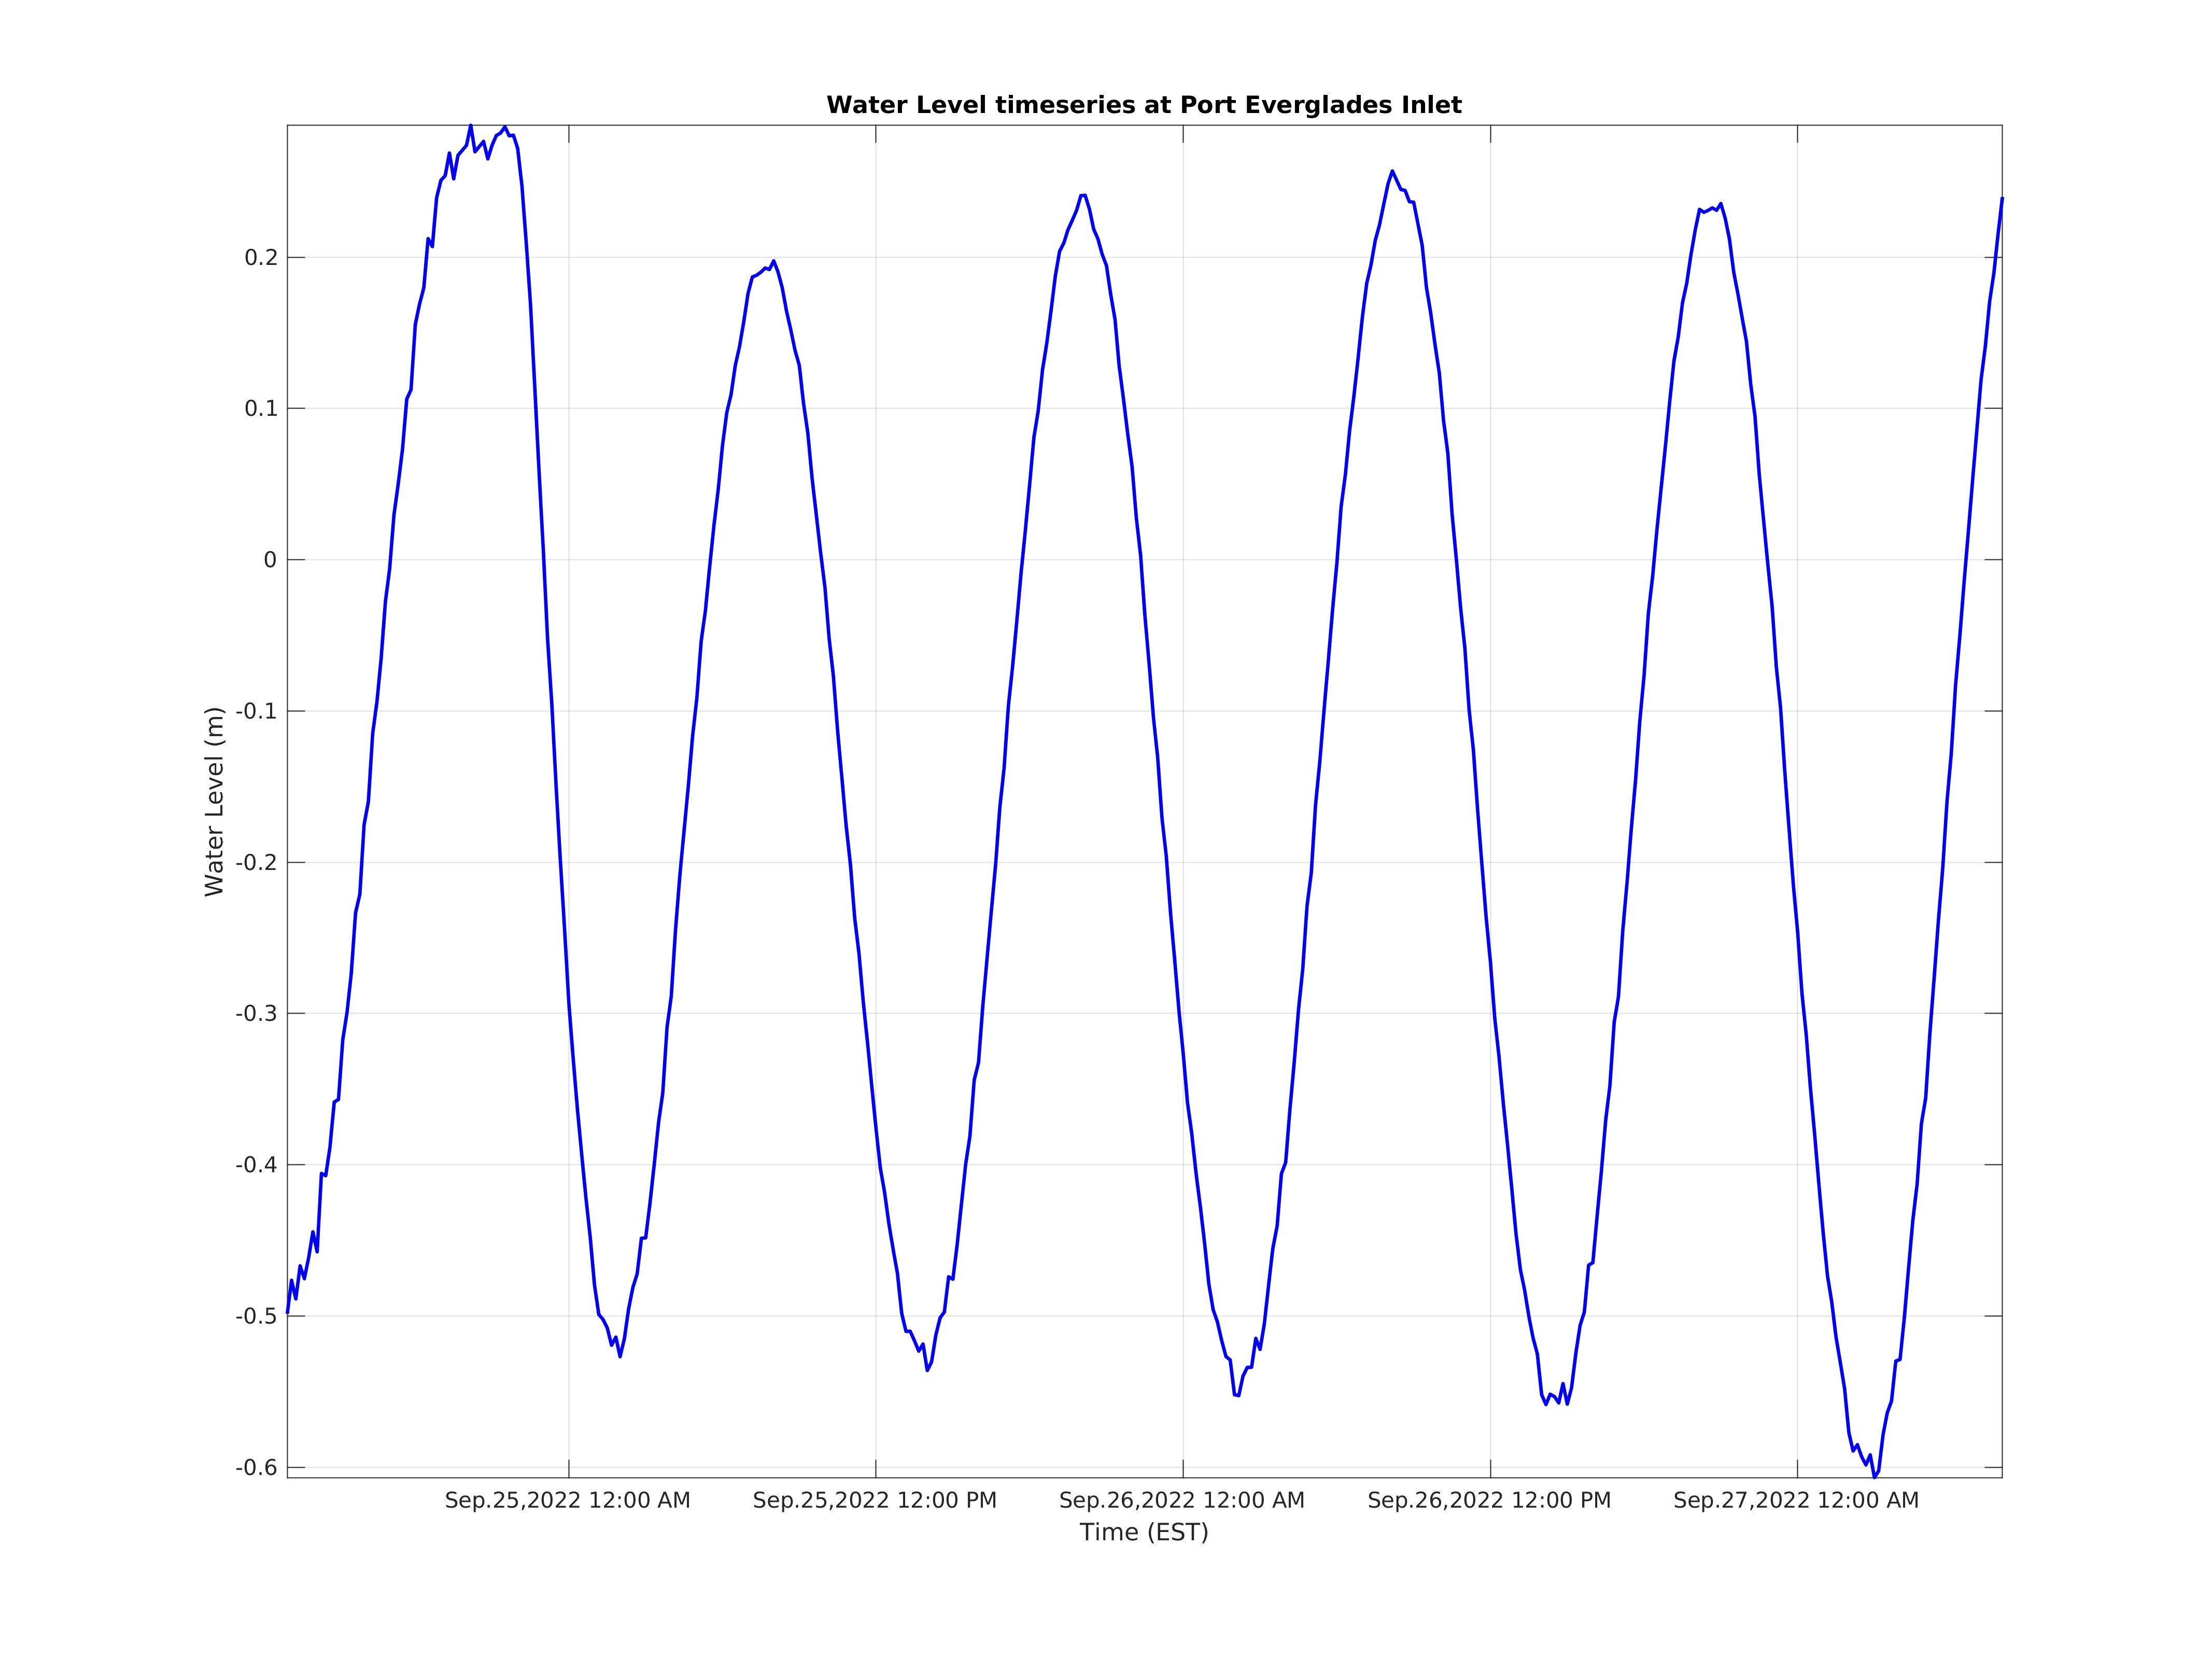 Water Level timeseries at Port Everglades Inlet
Water Level (m)
0.2
0.1
0
-0.1
-0.2
-0.3
-0.4
-0.5
-0.6
Sep.25,2022 12:00 AM
Sep.25,2022 12:00 PM
Sep.26,2022 12:00 AM
Sep.26,2022 12:00 PM
Sep.27,2022 12:00 AM
Time (EST)